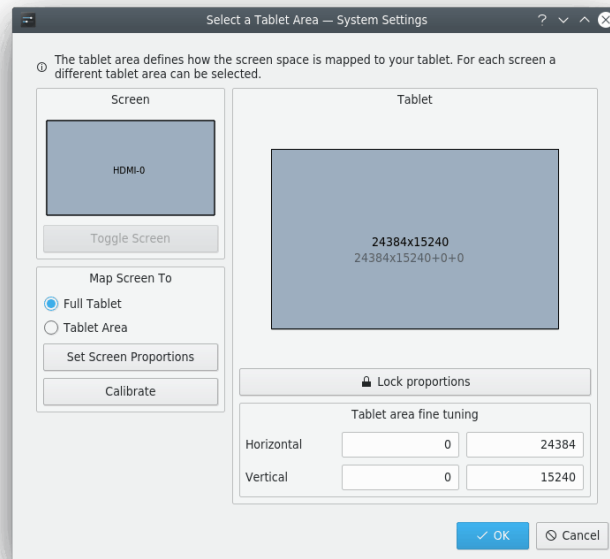 Select a Tablet Area — System Settings
The tablet area defines how the screen space is mapped to your tablet. For each screen a
different tablet area can be selected.
Screen
HDMI-0
Toggle Screen
Map Screen To
Full Tablet
Tablet Area
Set Screen Proportions
Calibrate
Tablet
24384x15240
24384x15240+0+0
Lock proportions
Tablet area fine tuning
Horizontal 0 24384
Vertical 0 15240
OK Cancel